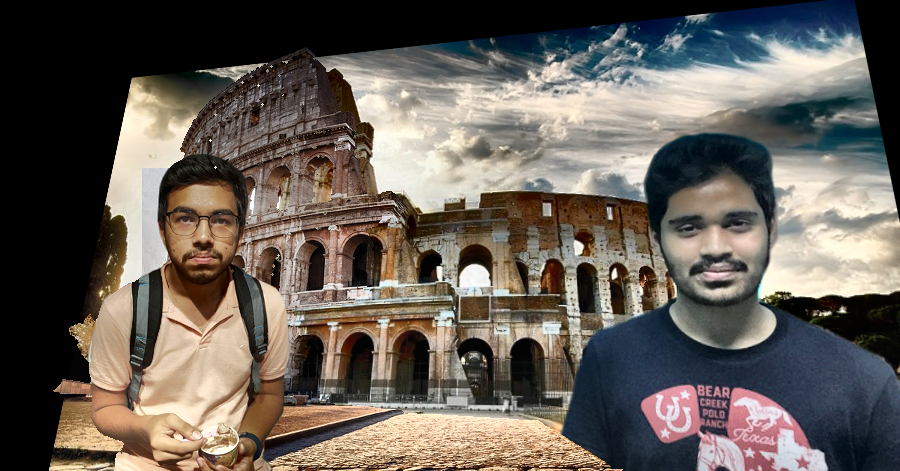 BEAR
CREEK
POLO
RANCH
Texas